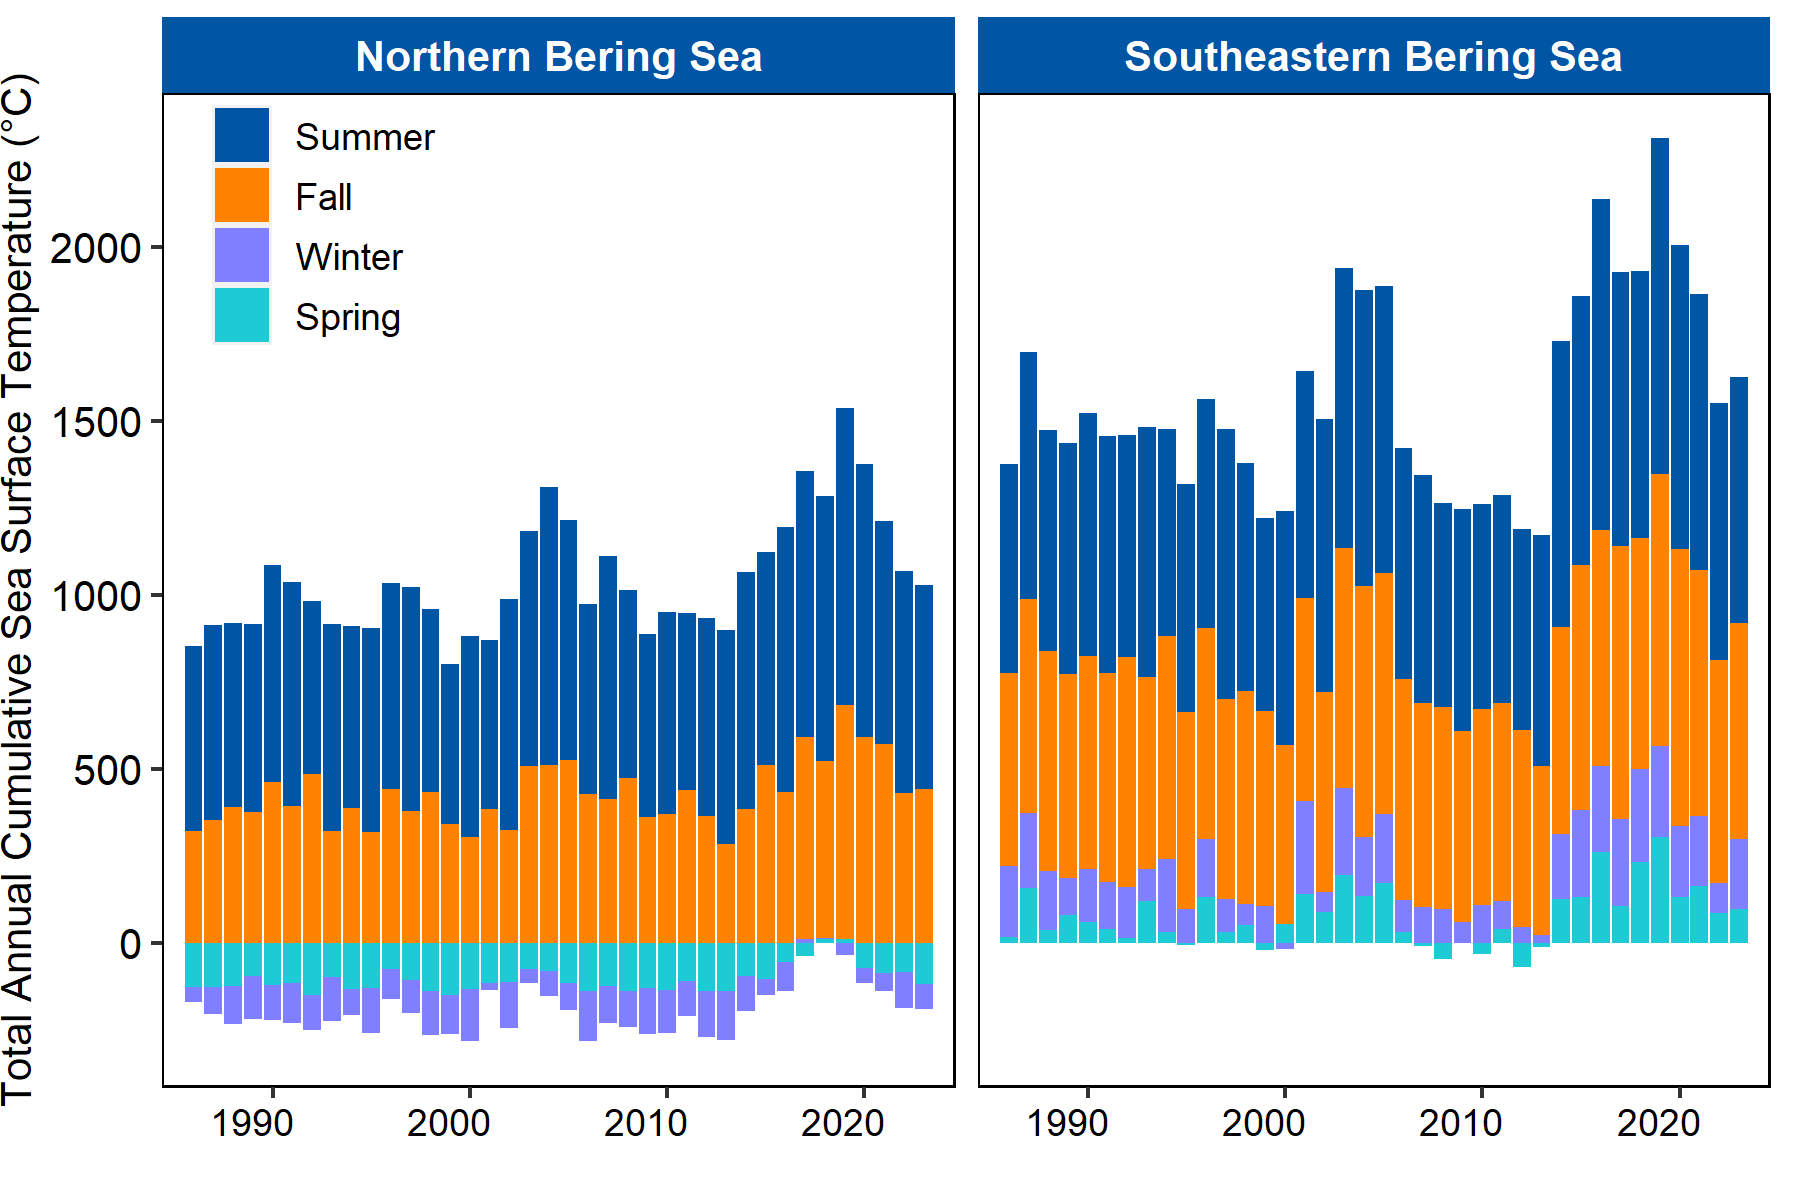 Northern Bering Sea
Southeastern Bering Sea
Total Annual Cumulative Sea Surface Temperature (°C)
Summer
Fall
Winter
Spring
2000
1500
1000
500
0
1990
2000
2010
2020
1990
2000
2010
2020